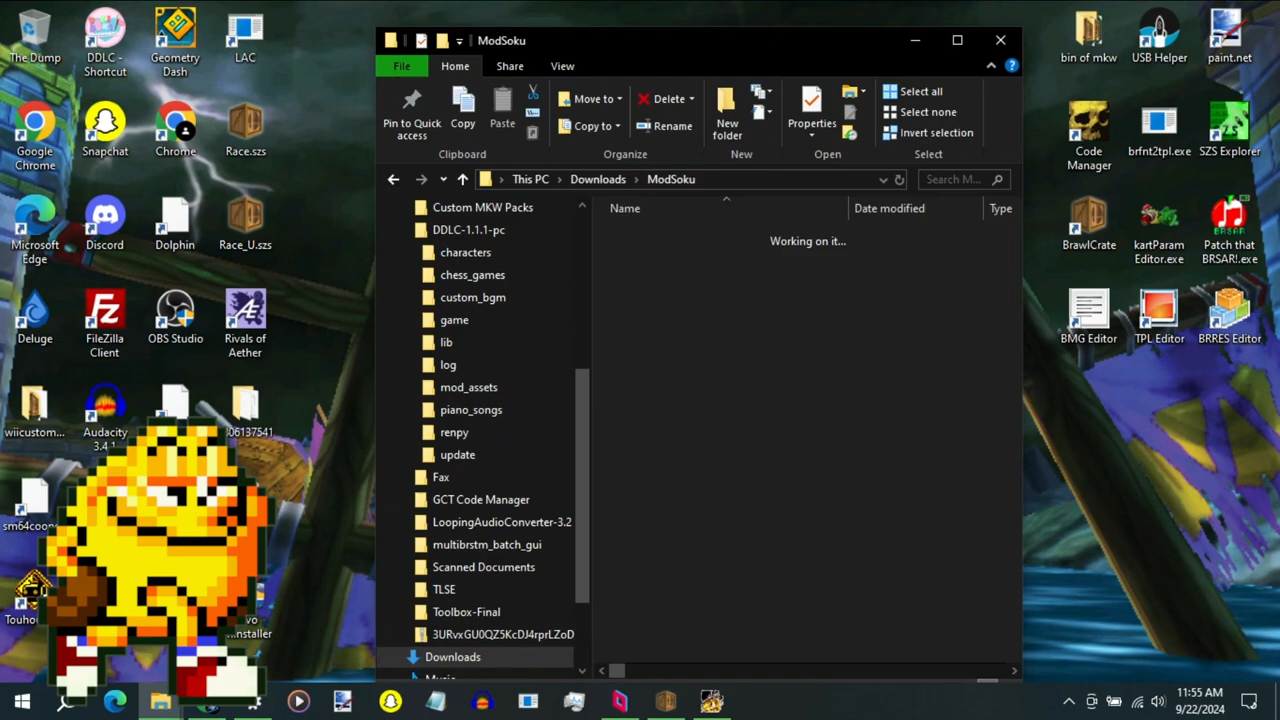 The Dump
DDLC - Shortcut
Geometry Dash
LAC
Google Chrome
Snapchat
Chrome
Race.szs
Microsoft Edge
Discord
Dolphin
Race_U.szs
Deluge
FileZilla Client
OBS Studio
Rivals of Aether
wiicustom...
Audacity 3.4.1
306137541
sm64coop
Touhou
ModSoku
File
Home
Share
View
Pin to Quick access
Copy
Paste
Clipboard
Move to
Copy to
Delete
Rename
Organize
New folder
New
Properties
Open
Select all
Select none
Invert selection
Select
This PC
Downloads
ModSoku
Search M...
Custom MKW Packs
DDLC-1.1.1-pc
characters
chess_games
custom_bgm
game
lib
log
mod_assets
piano_songs
renpy
update
Fax
GCT Code Manager
LoopingAudioConverter-3.2
multibrstm_batch_gui
Scanned Documents
TLSE
Toolbox-Final
3URvxGU0QZ5KcDJ4rprLZoD
Downloads
Name
Date modified
Type
Working on it...
bin of mkw
USB Helper
paint.net
Code Manager
brfnt2tpl.exe
SZS Explorer
BrawlCrate
kartParam Editor.exe
Patch that BRSAR!.exe
BMG Editor
TPL Editor
BRRES Editor
11:55 AM
9/22/2024